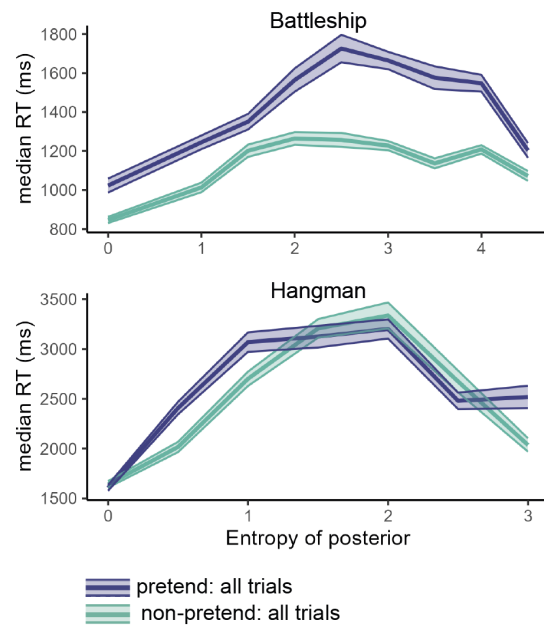 Battleship
median RT (ms)
1800
1600
1400
1200
1000
800
0 1 2 3 4
Hangman
median RT (ms)
3500
3000
2500
2000
1500
0 1 2 3
Entropy of posterior
pretend: all trials
non-pretend: all trials